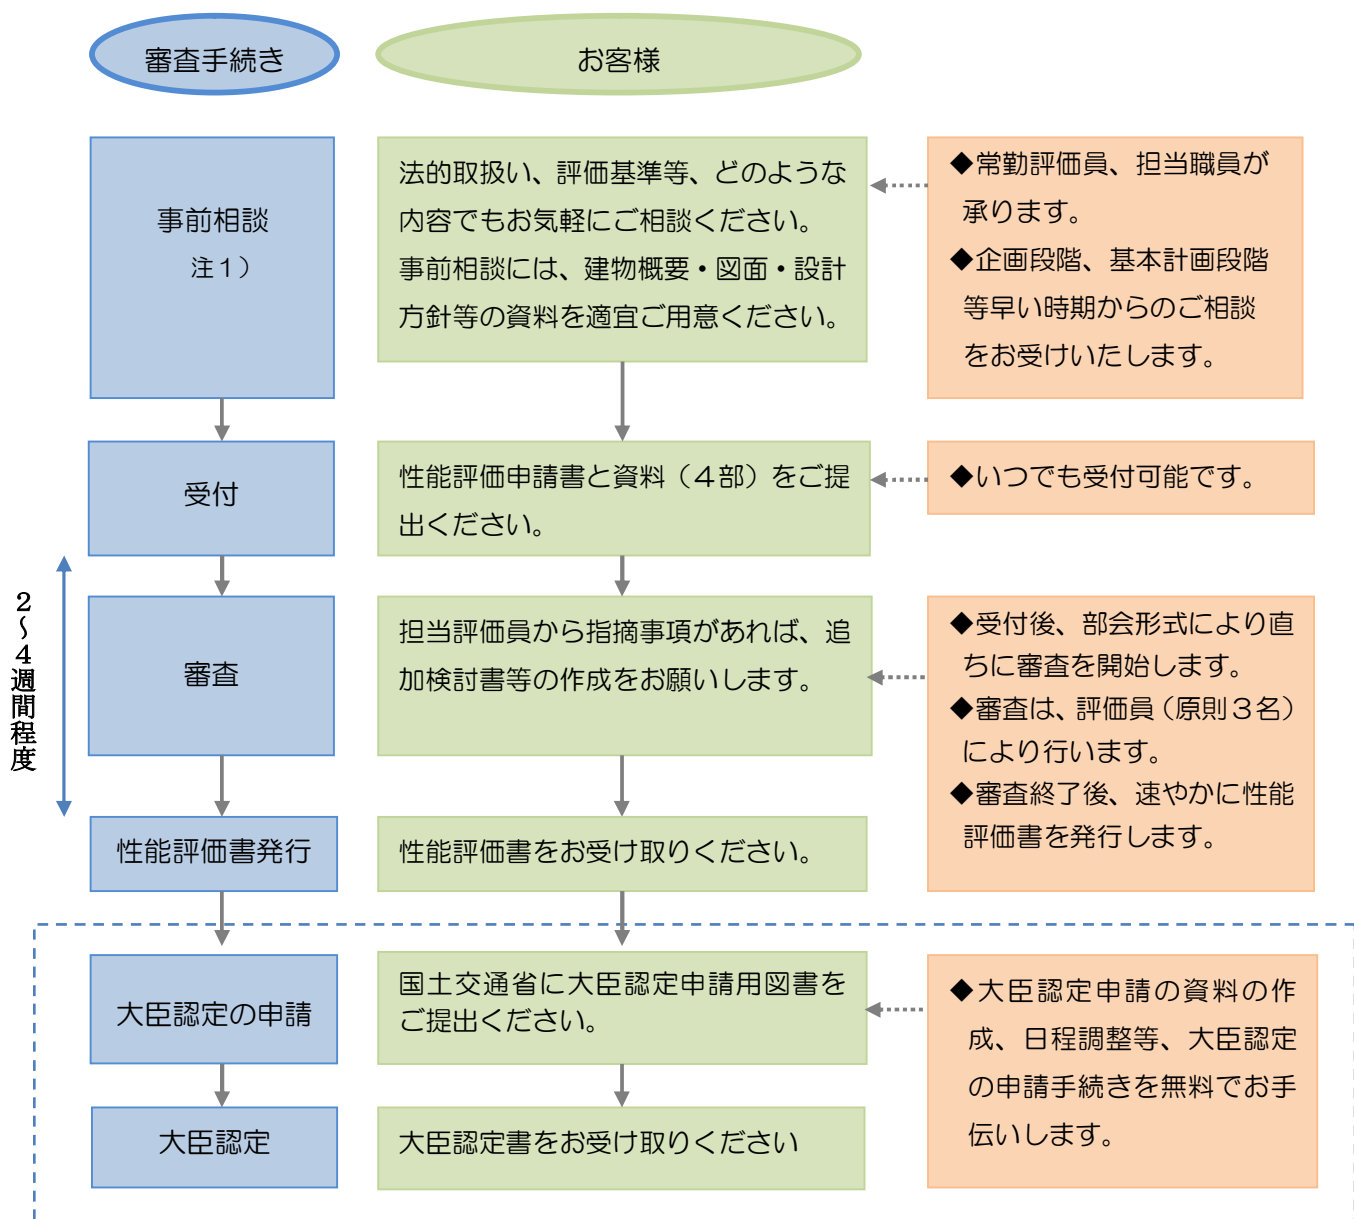 審査手続き
お客様
事前相談
注１）
法的取扱い、評価基準等、どのような
内容でもお気軽にご相談ください。
事前相談には、建物概要・図面・設計
方針等の資料を適宜ご用意ください。
◆常勤評価員、担当職員が
承ります。
◆企画段階、基本計画段階
等早い時期からのご相談
をお受けいたします。
受付
性能評価申請書と資料（４部）をご提
出ください。
◆いつでも受付可能です。
２～４週間程度
審査
担当評価員から指摘事項があれば、追
加検討書等の作成をお願いします。
◆受付後、部会形式により直
ちに審査を開始します。
◆審査は、評価員（原則３名）
により行います。
◆審査終了後、速やかに性能
評価書を発行します。
性能評価書発行
性能評価書をお受け取りください。
大臣認定の申請
国土交通省に大臣認定申請用図書を
ご提出ください。
◆大臣認定申請の資料の作
成、日程調整等、大臣認定
の申請手続きを無料でお手
伝いします。
大臣認定
大臣認定書をお受け取りください